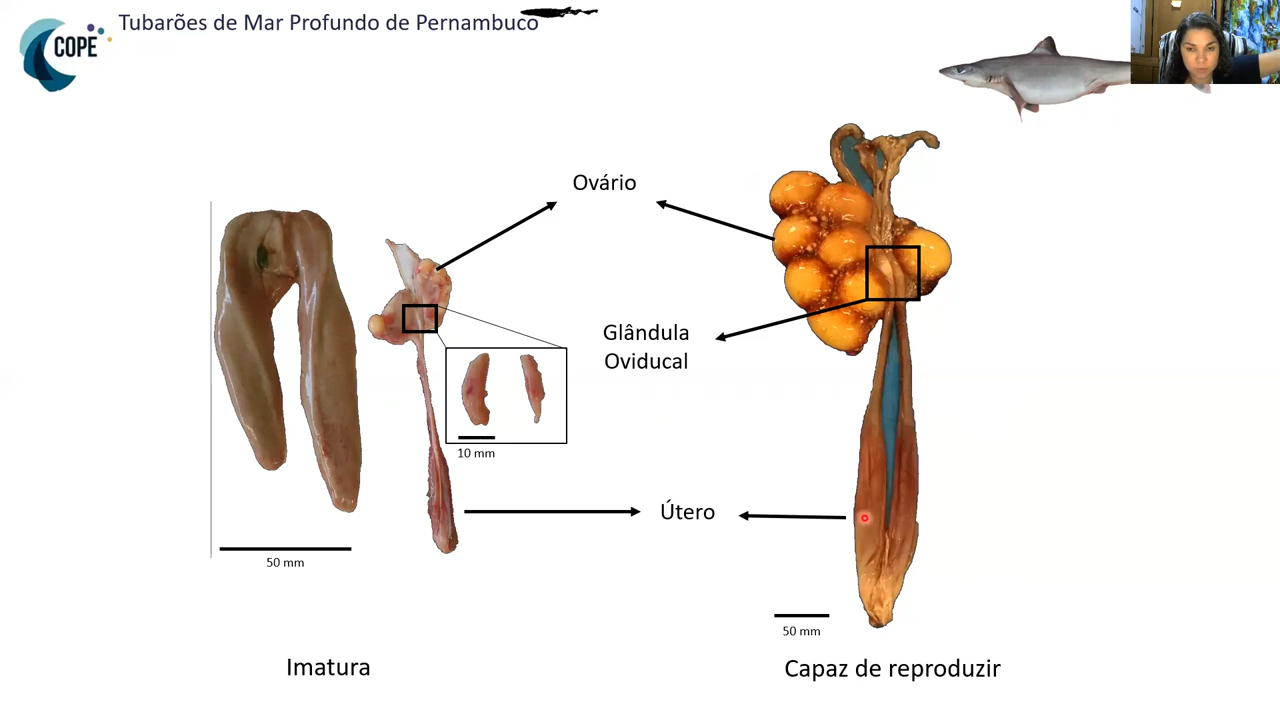 COPE
Tubarões de Mar Profundo de Pernambuco
Ovário
Glândula
Oviducal
10 mm
Útero
50 mm
50 mm
Imatura
Capaz de reproduzir